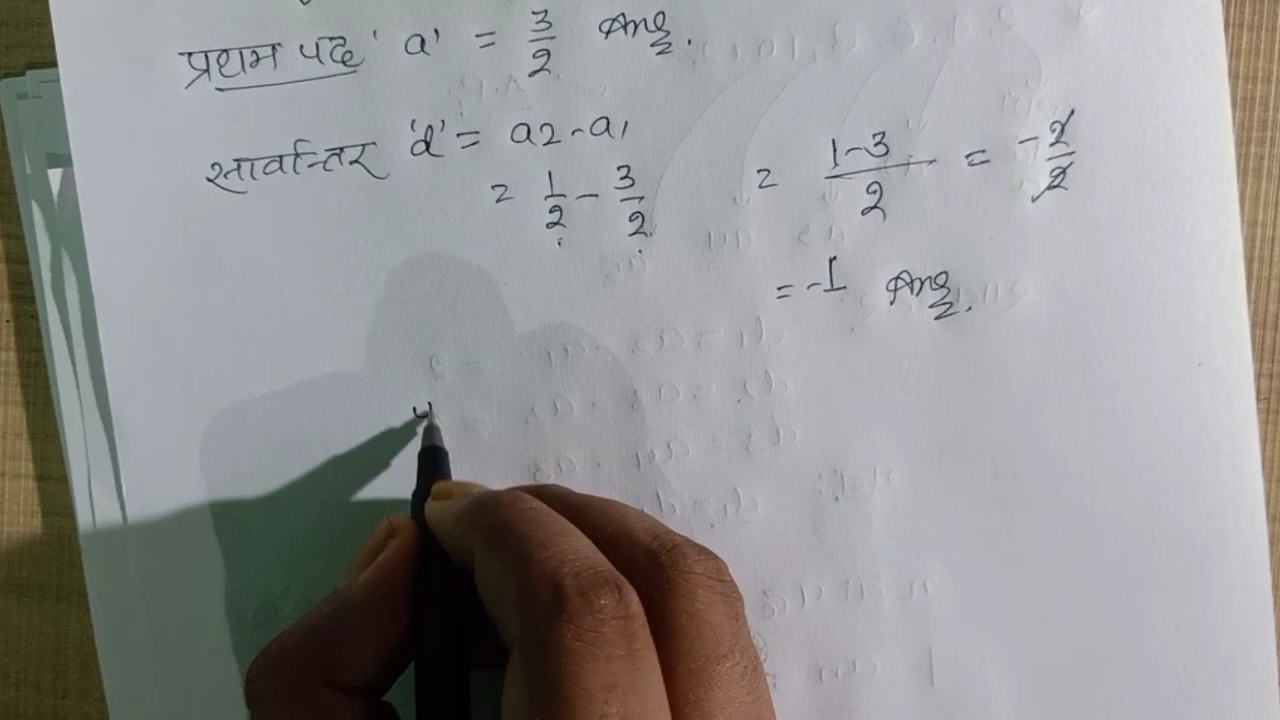 प्रथम पद 'a' = 3/2 Ans.
सार्वान्तर 'd' = a2-a1
= 1/2 - 3/2 = 1-3/2 = -2/2
= -1 Ans.